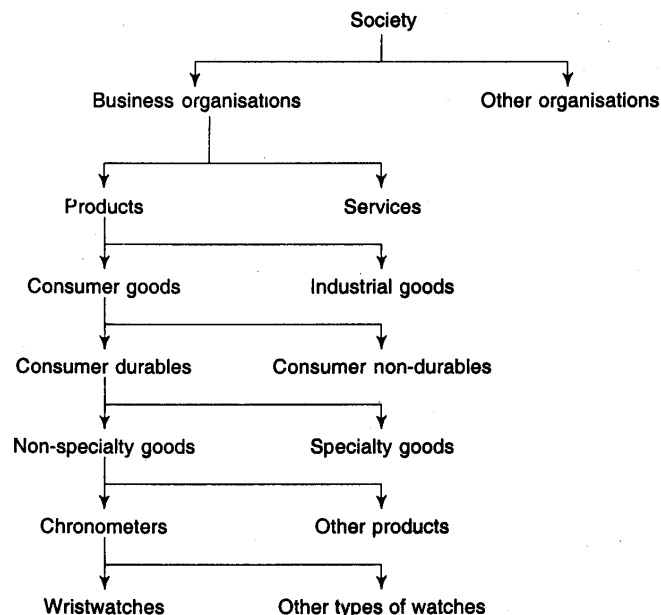 Society
Business organisations Other organisations
Products Services
Consumer goods Industrial goods
Consumer durables Consumer non-durables
Non-specialty goods Specialty goods
Chronometers Other products
Wristwatches Other types of watches